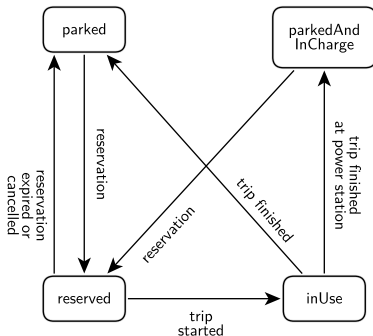 parked
parkedAnd
InCharge
reservation
reservation
expired or
cancelled
reservation
trip finished
trip finished
at power station
reserved
inUse
trip
started